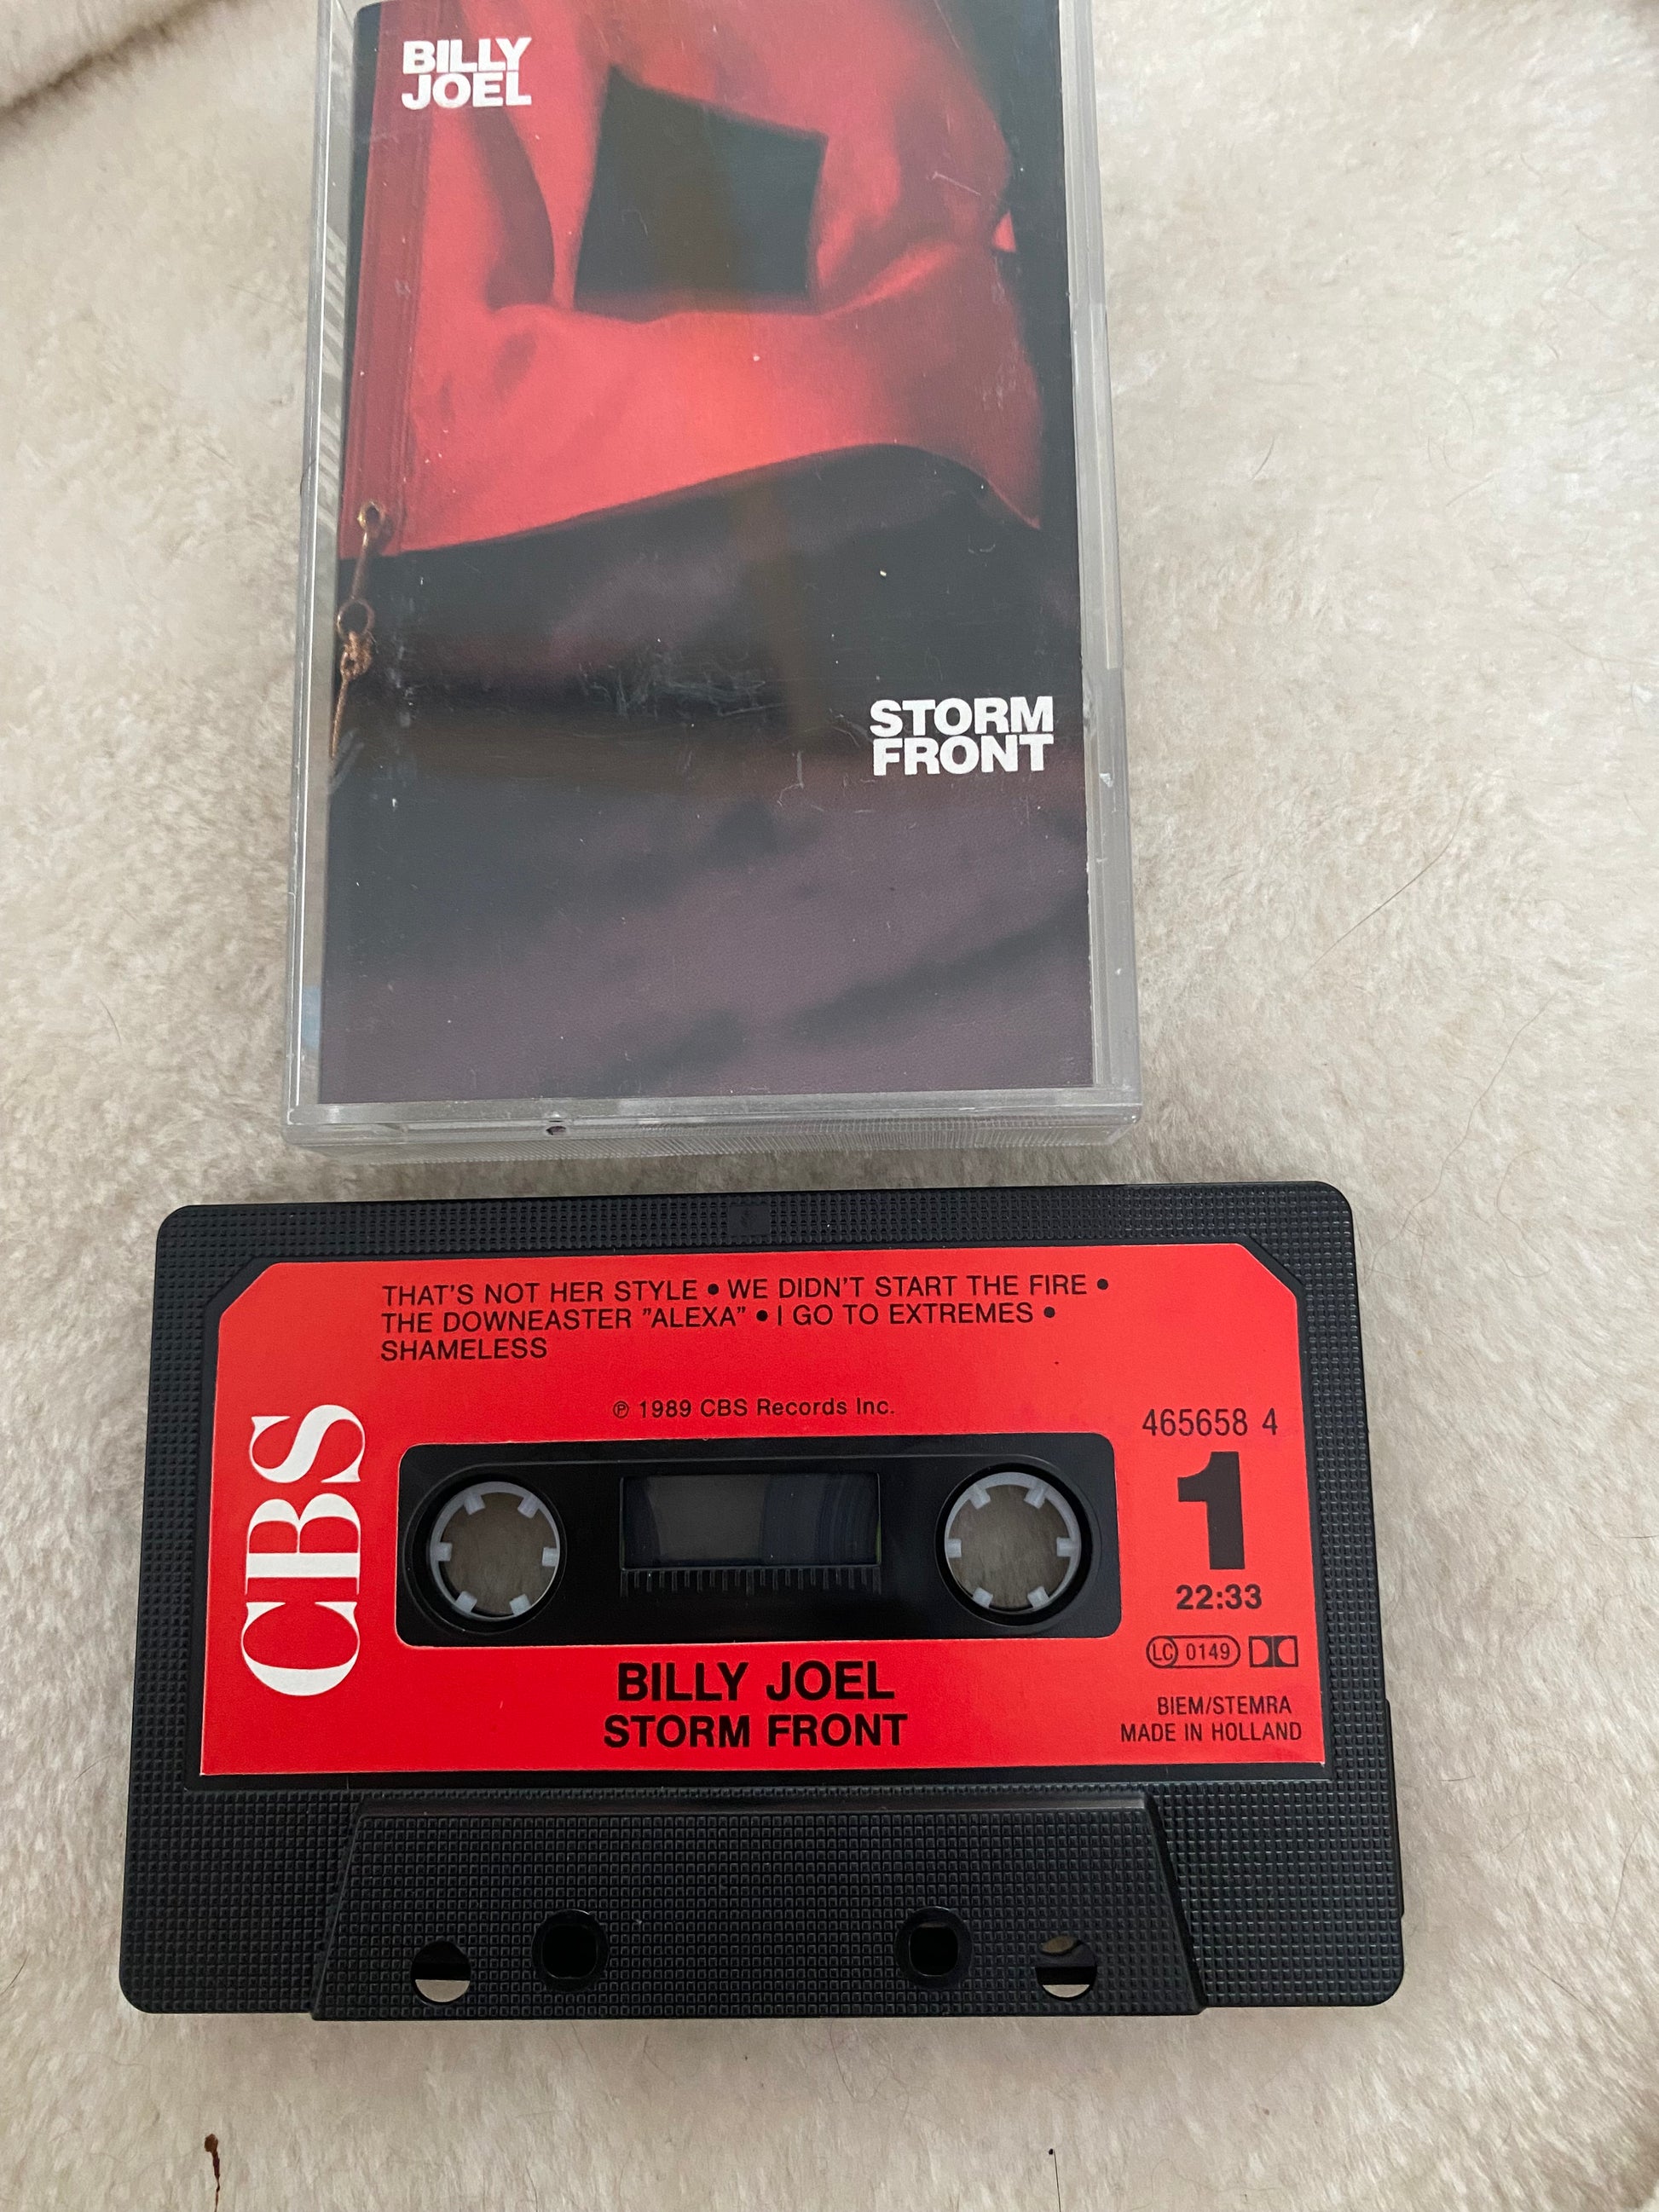 BILLY
JOEL
STORM
FRONT
THAT'S NOT HER STYLE • WE DIDN'T START THE FIRE •
THE DOWNEASTER "ALEXA" • I GO TO EXTREMES •
SHAMELESS
℗ 1989 CBS Records Inc.
CBS
465658 4
1
22:33
LC 0149
BILLY JOEL
STORM FRONT
BIEM/STEMRA
MADE IN HOLLAND